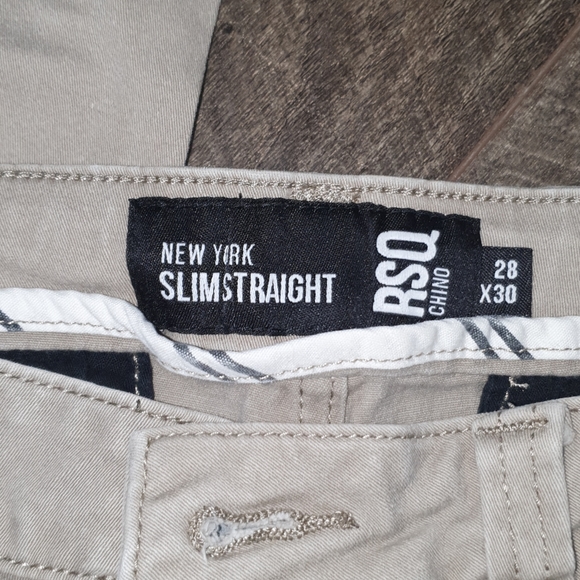 NEW YORK
SLIMSTRAIGHT
RSQ
CHINO
28
X30